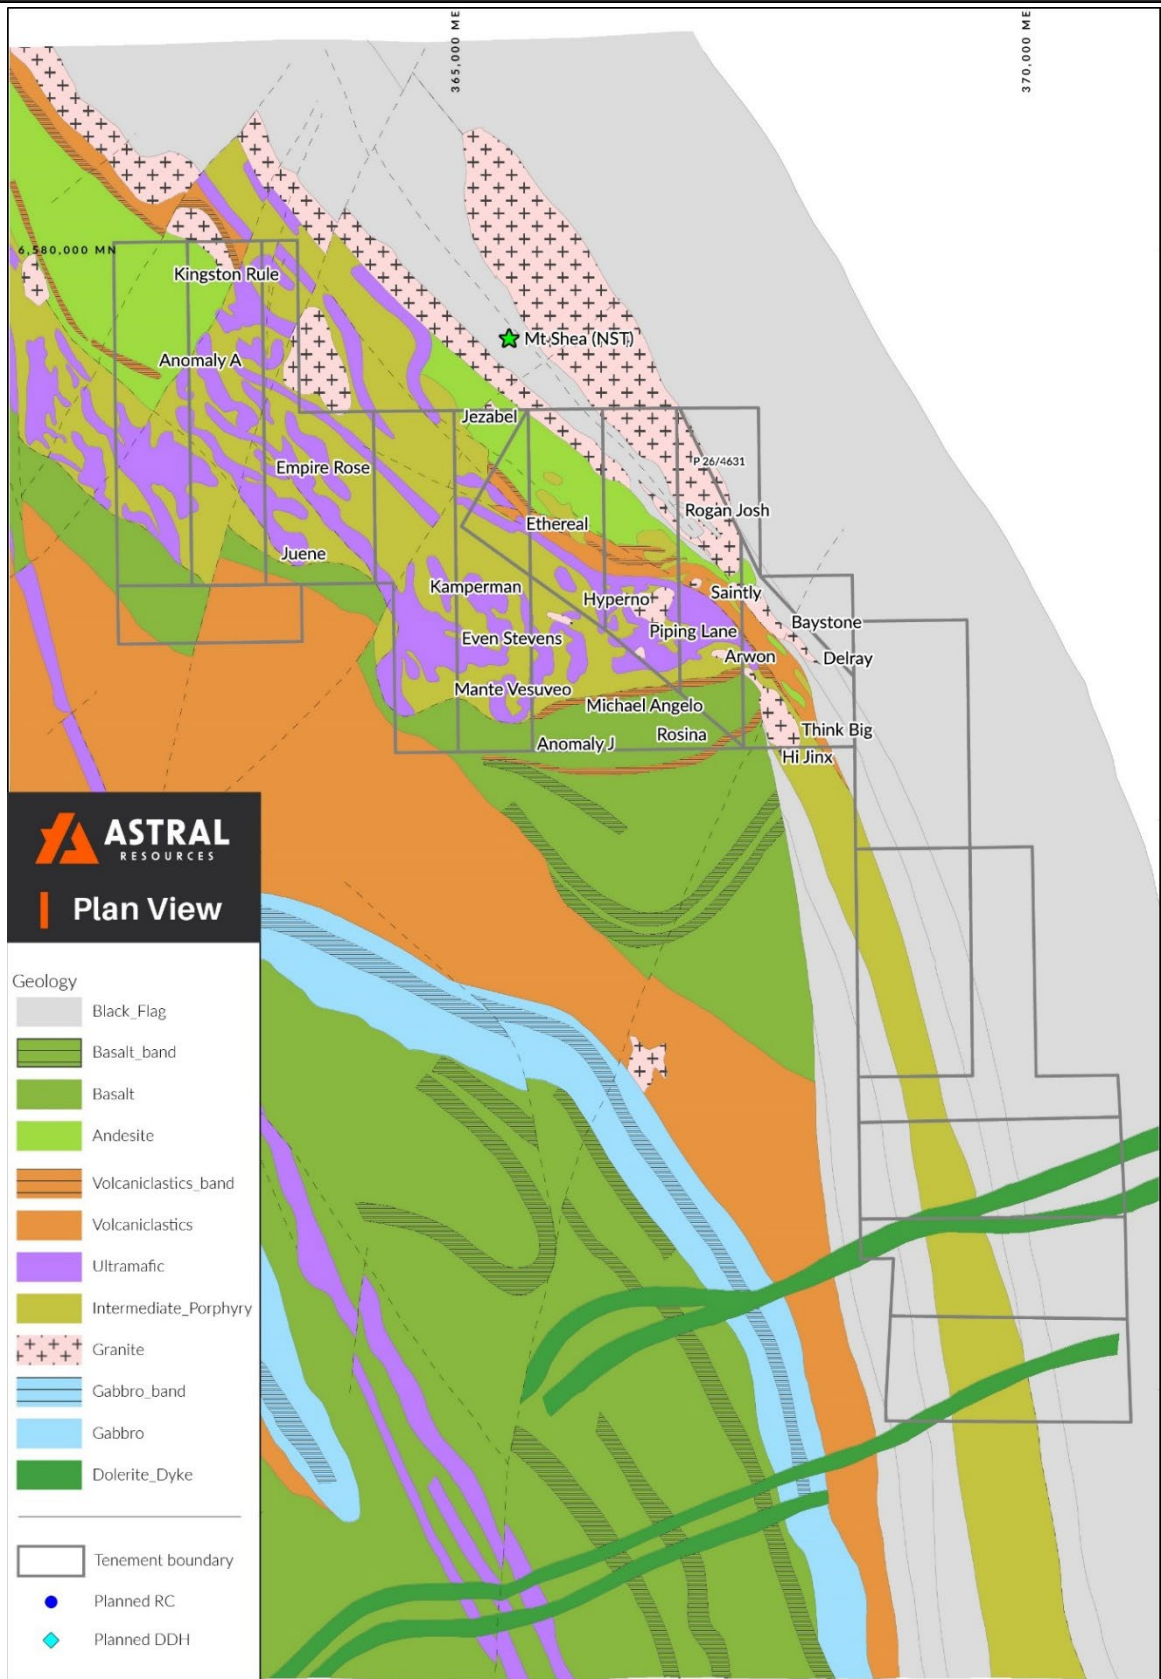 365,000 ME
370,000 ME
6,580,000 MN
Kingston Rule
Mt Shea (NST)
Anomaly A
Jezabel
P 26/4631
Empire Rose
Rogan Josh
Ethereal
Juene
Kamperman
Saintly
Hyperno
Baystone
Piping Lane
Even Stevens
Arwon
Delray
Mante Vesuveo
Michael Angelo
Think Big
Rosina
Anomaly J
Hi Jinx
ASTRAL
RESOURCES
Plan View
Geology
Black_Flag
Basalt_band
Basalt
Andesite
Volcaniclastics_band
Volcaniclastics
Ultramafic
Intermediate_Porphyry
Granite
Gabbro_band
Gabbro
Dolerite_Dyke
Tenement boundary
Planned RC
Planned DDH